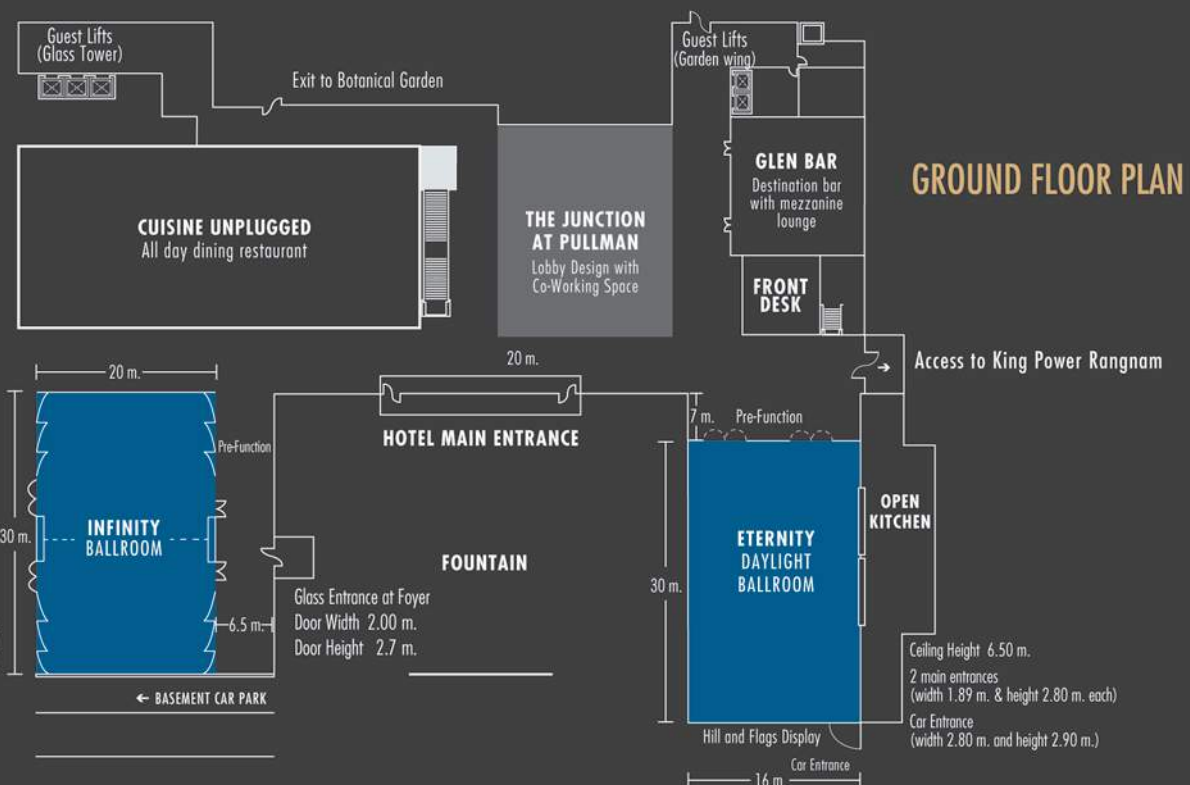 Guest Lifts
(Glass Tower)
Exit to Botanical Garden
Guest Lifts
(Garden wing)
GROUND FLOOR PLAN
CUISINE UNPLUGGED
All day dining restaurant
THE JUNCTION
AT PULLMAN
Lobby Design with
Co-Working Space
GLEN BAR
Destination bar
with mezzanine
lounge
FRONT
DESK
Access to King Power Rangnam
20 m.
20 m.
HOTEL MAIN ENTRANCE
7 m.
Pre-Function
Pre-Function
30 m.
INFINITY
BALLROOM
6.5 m.
Glass Entrance at Foyer
Door Width 2.00 m.
Door Height 2.7 m.
FOUNTAIN
30 m.
ETERNITY
DAYLIGHT
BALLROOM
OPEN
KITCHEN
← BASEMENT CAR PARK
Ceiling Height 6.50 m.
2 main entrances
(width 1.89 m. & height 2.80 m. each)
Car Entrance
(width 2.80 m. and height 2.90 m.)
Hill and Flags Display
Car Entrance
16 m